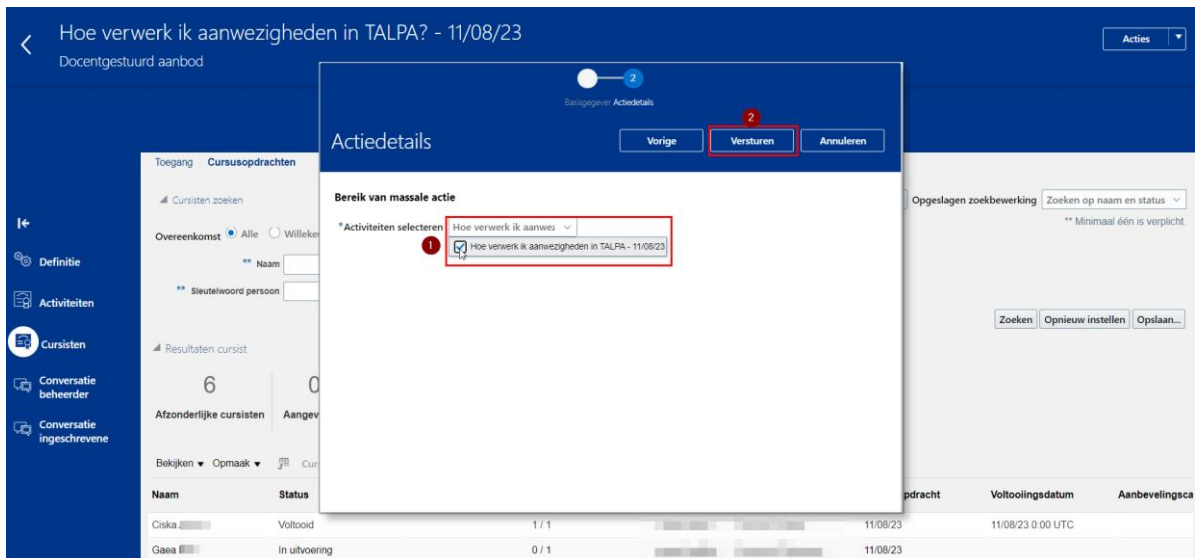 Hoe verwerk ik aanwezigheden in TALPA? - 11/08/23
Acties
Docentgestuurd aanbod
2
Basisgegever Actiedetails
2
Actiedetails
Vorige
Versturen
Annuleren
Toegang Cursusopdrachten
Cursisten zoeken
Opgeslagen zoekbewerking Zoeken op naam en status
** Minimaal één is verplicht
Bereik van massale actie
*Activiteiten selecteren Hoe verwerk ik aanwez
1
Hoe verwerk ik aanwezigheden in TALPA - 11/08/23
Overeenkomst Alle
** Naam
** Sleutelwoord persoon
Zoeken Opnieuw instellen Opslaan...
Definitie
Activiteiten
Cursisten
Conversatie
beheerder
Conversatie
ingeschrevene
Resultaten cursist
6
0
Afzonderlijke cursisten
Bekijken Opmaak
Naam Status Voltooiingsdatum
Ciska Voltooid 1 / 1 11/08/23 11/08/23 0:00 UTC
Gaea In uitvoering 0 / 1 11/08/23